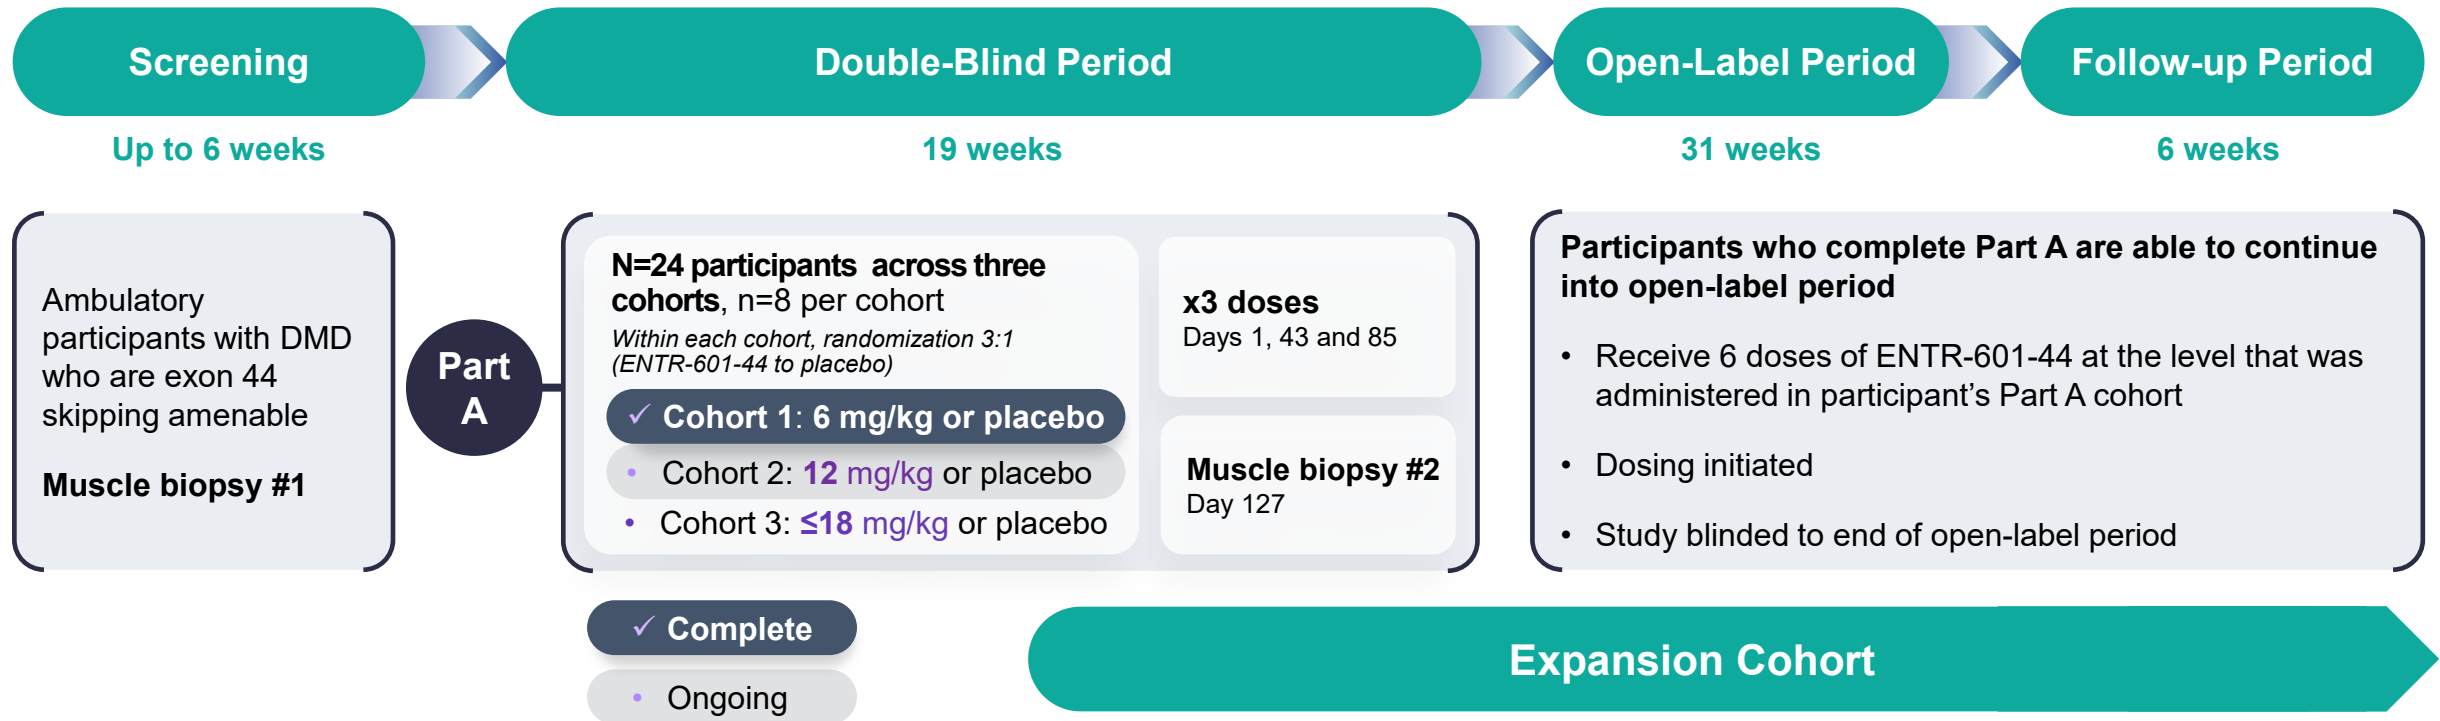 Screening
Double-Blind Period
Open-Label Period
Follow-up Period
Up to 6 weeks
19 weeks
31 weeks
6 weeks
Ambulatory
participants with DMD
who are exon 44
skipping amenable
Muscle biopsy #1
Part
A
N=24 participants across three
cohorts, n=8 per cohort
Within each cohort, randomization 3:1
(ENTR-601-44 to placebo)
✓ Cohort 1: 6 mg/kg or placebo
• Cohort 2: 12 mg/kg or placebo
• Cohort 3: ≤18 mg/kg or placebo
x3 doses
Days 1, 43 and 85
Muscle biopsy #2
Day 127
Participants who complete Part A are able to continue
into open-label period
• Receive 6 doses of ENTR-601-44 at the level that was
administered in participant's Part A cohort
• Dosing initiated
• Study blinded to end of open-label period
✓ Complete
• Ongoing
Expansion Cohort